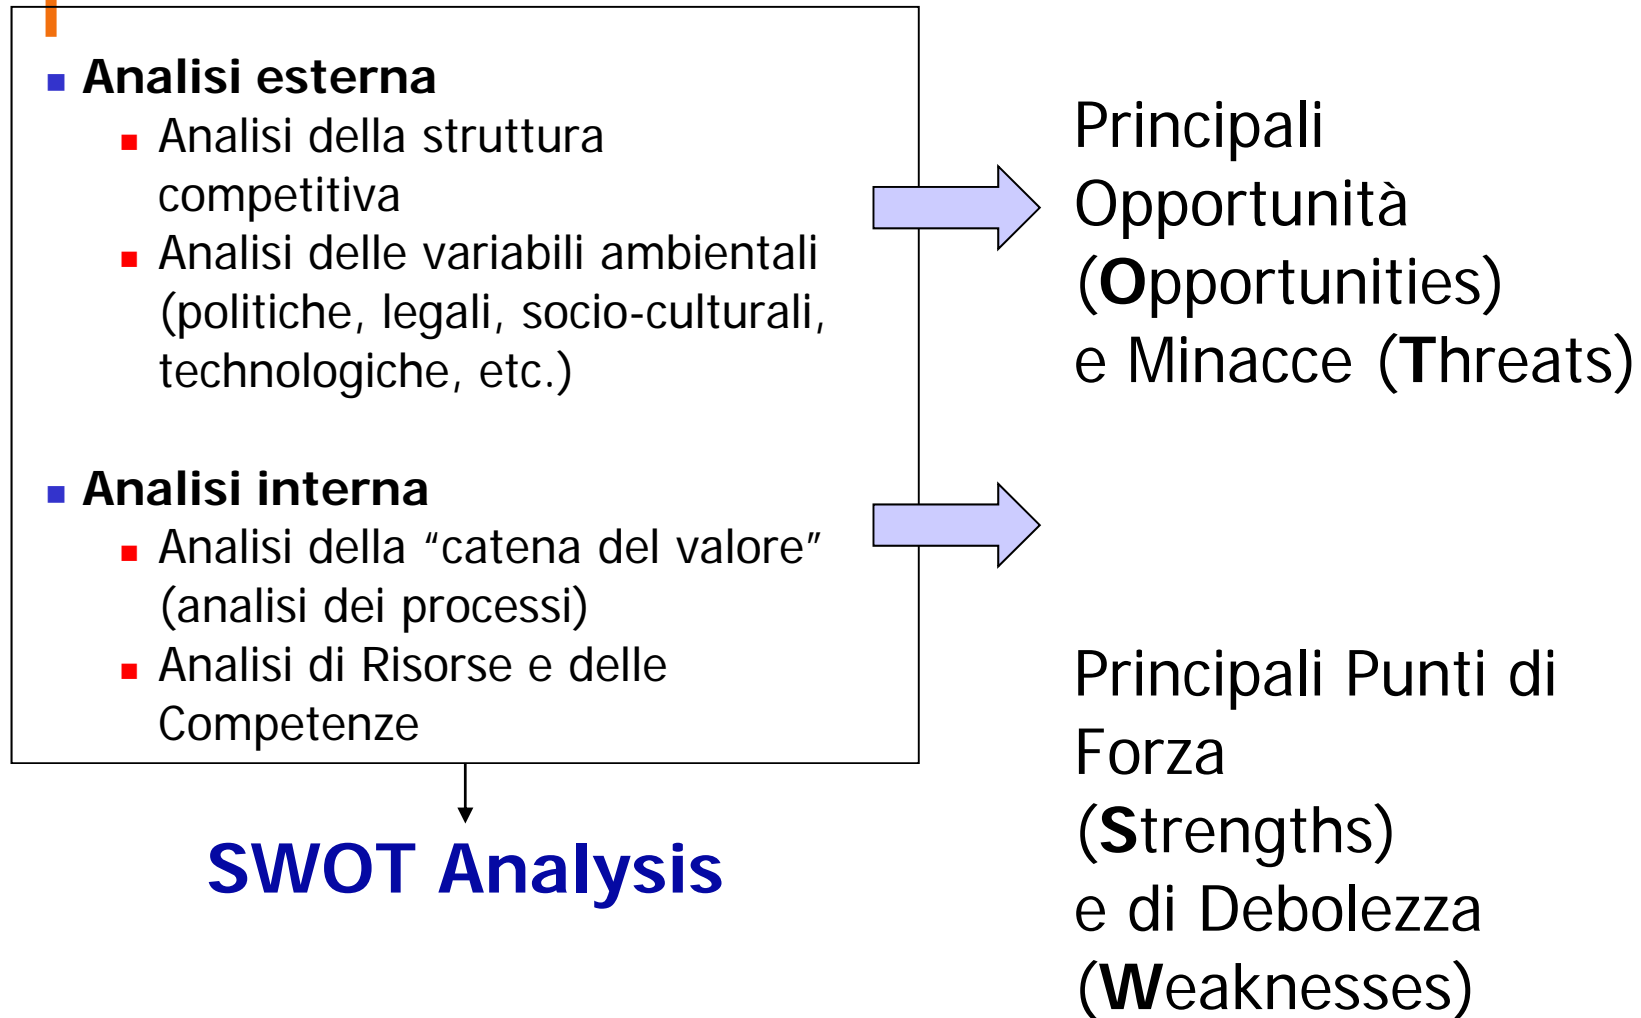 Analisi esterna
Analisi della struttura
competitiva
Analisi delle variabili ambientali
(politiche, legali, socio-culturali,
technologiche, etc.)
Analisi interna
Analisi della “catena del valore”
(analisi dei processi)
Analisi di Risorse e delle
Competenze
SWOT Analysis
Principali
Opportunità
(Opportunities)
e Minacce (Threats)
Principali Punti di
Forza
(Strengths)
e di Debolezza
(Weaknesses)